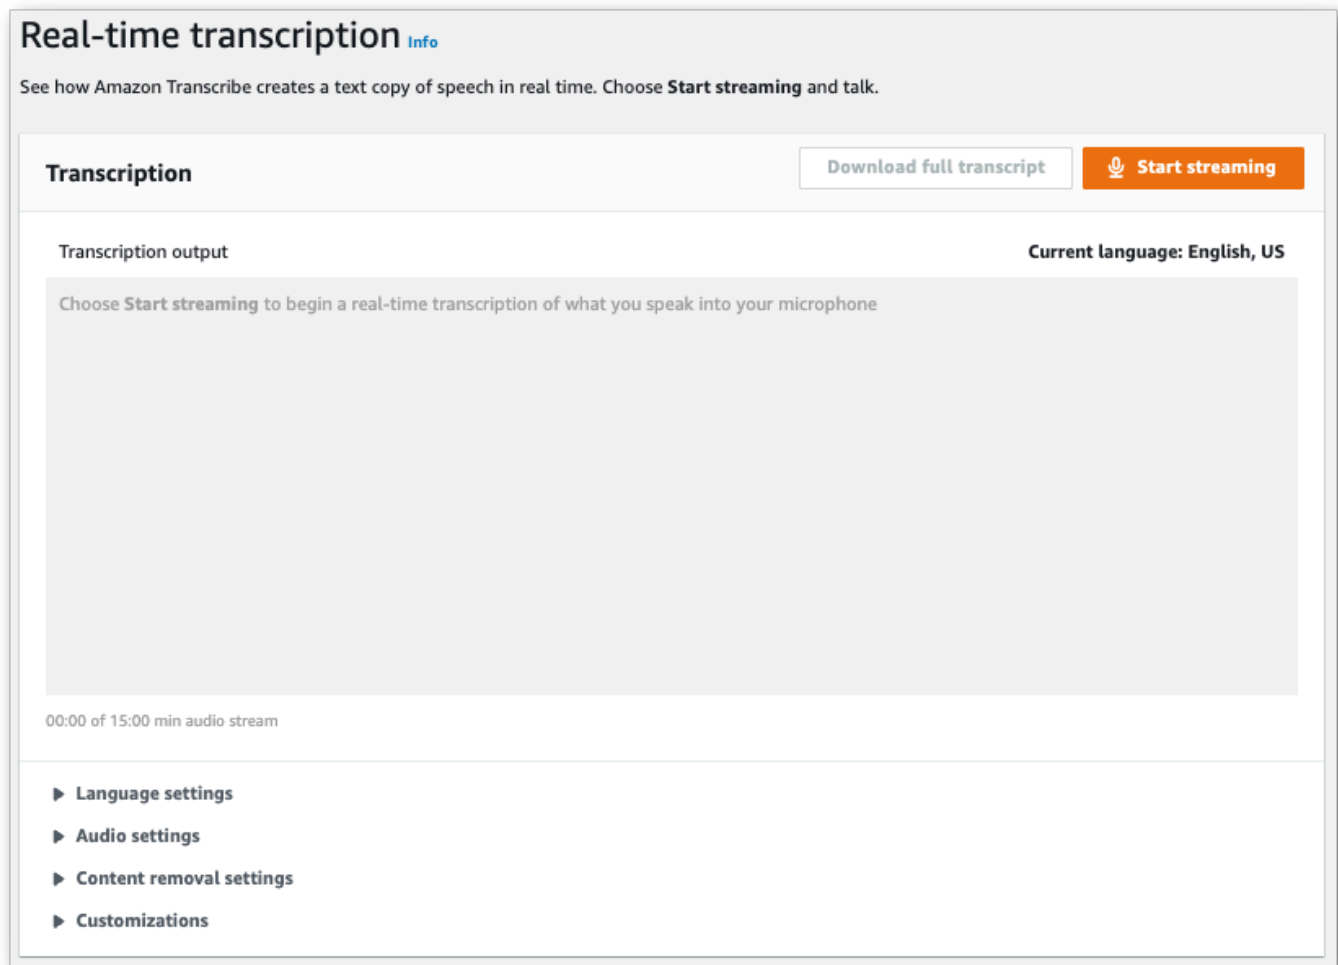 Real-time transcription Info
See how Amazon Transcribe creates a text copy of speech in real time. Choose Start streaming and talk.
Transcription
Download full transcript
Start streaming
Transcription output
Current language: English, US
Choose Start streaming to begin a real-time transcription of what you speak into your microphone
00:00 of 15:00 min audio stream
Language settings
Audio settings
Content removal settings
Customizations